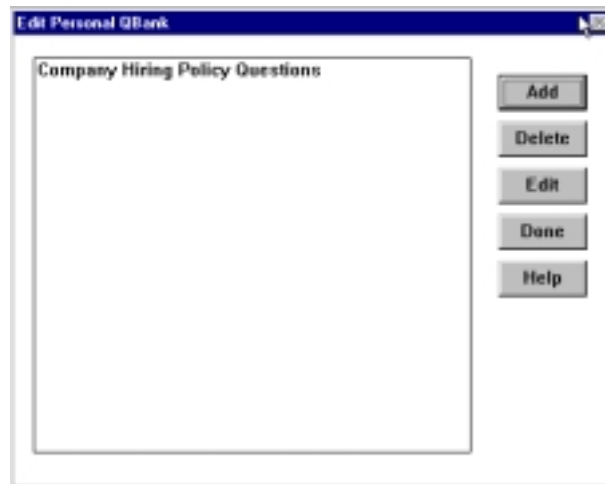 Edit Personal QBank
Company Hiring Policy Questions
Add
Delete
Edit
Done
Help